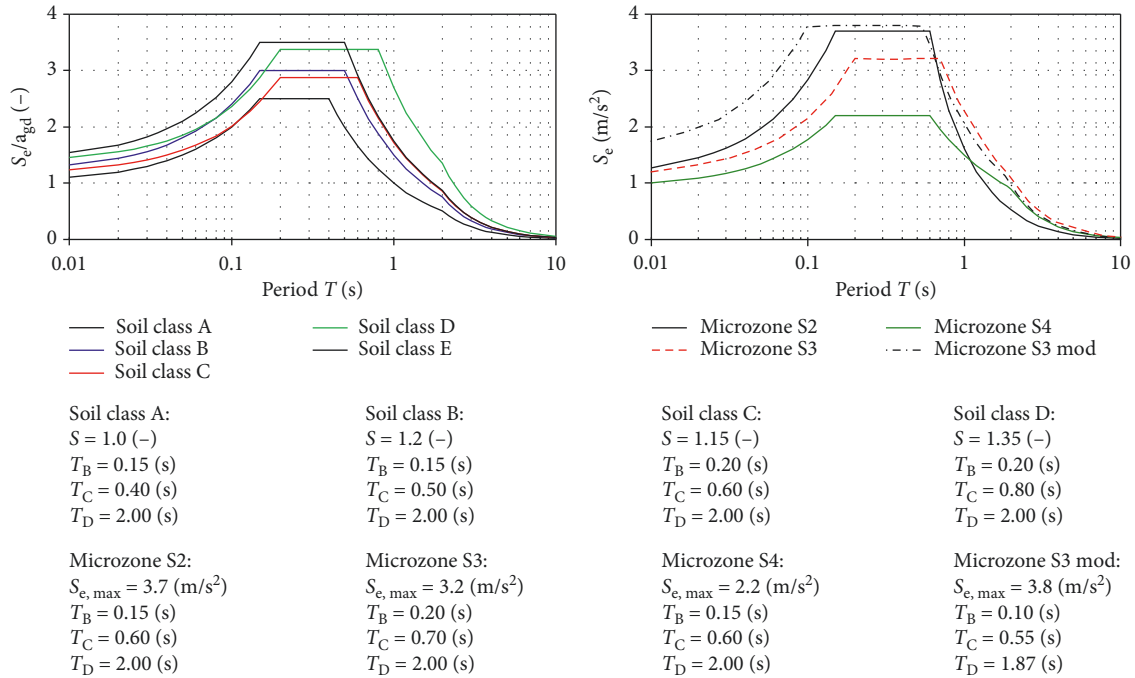 4
3
2
1
0
S_e/a_gd (–)
0.01 0.1 1 10
Period T (s)
Soil class A
Soil class B
Soil class C
Soil class D
Soil class E
4
3
2
1
0
S_e (m/s²)
0.01 0.1 1 10
Period T (s)
Microzone S2
Microzone S3
Microzone S4
Microzone S3 mod
Soil class A:
S = 1.0 (–)
T_B = 0.15 (s)
T_C = 0.40 (s)
T_D = 2.00 (s)
Soil class B:
S = 1.2 (–)
T_B = 0.15 (s)
T_C = 0.50 (s)
T_D = 2.00 (s)
Soil class C:
S = 1.15 (–)
T_B = 0.20 (s)
T_C = 0.60 (s)
T_D = 2.00 (s)
Soil class D:
S = 1.35 (–)
T_B = 0.20 (s)
T_C = 0.80 (s)
T_D = 2.00 (s)
Microzone S2:
S_e, max = 3.7 (m/s²)
T_B = 0.15 (s)
T_C = 0.60 (s)
T_D = 2.00 (s)
Microzone S3:
S_e, max = 3.2 (m/s²)
T_B = 0.20 (s)
T_C = 0.70 (s)
T_D = 2.00 (s)
Microzone S4:
S_e, max = 2.2 (m/s²)
T_B = 0.15 (s)
T_C = 0.60 (s)
T_D = 2.00 (s)
Microzone S3 mod:
S_e, max = 3.8 (m/s²)
T_B = 0.10 (s)
T_C = 0.55 (s)
T_D = 1.87 (s)